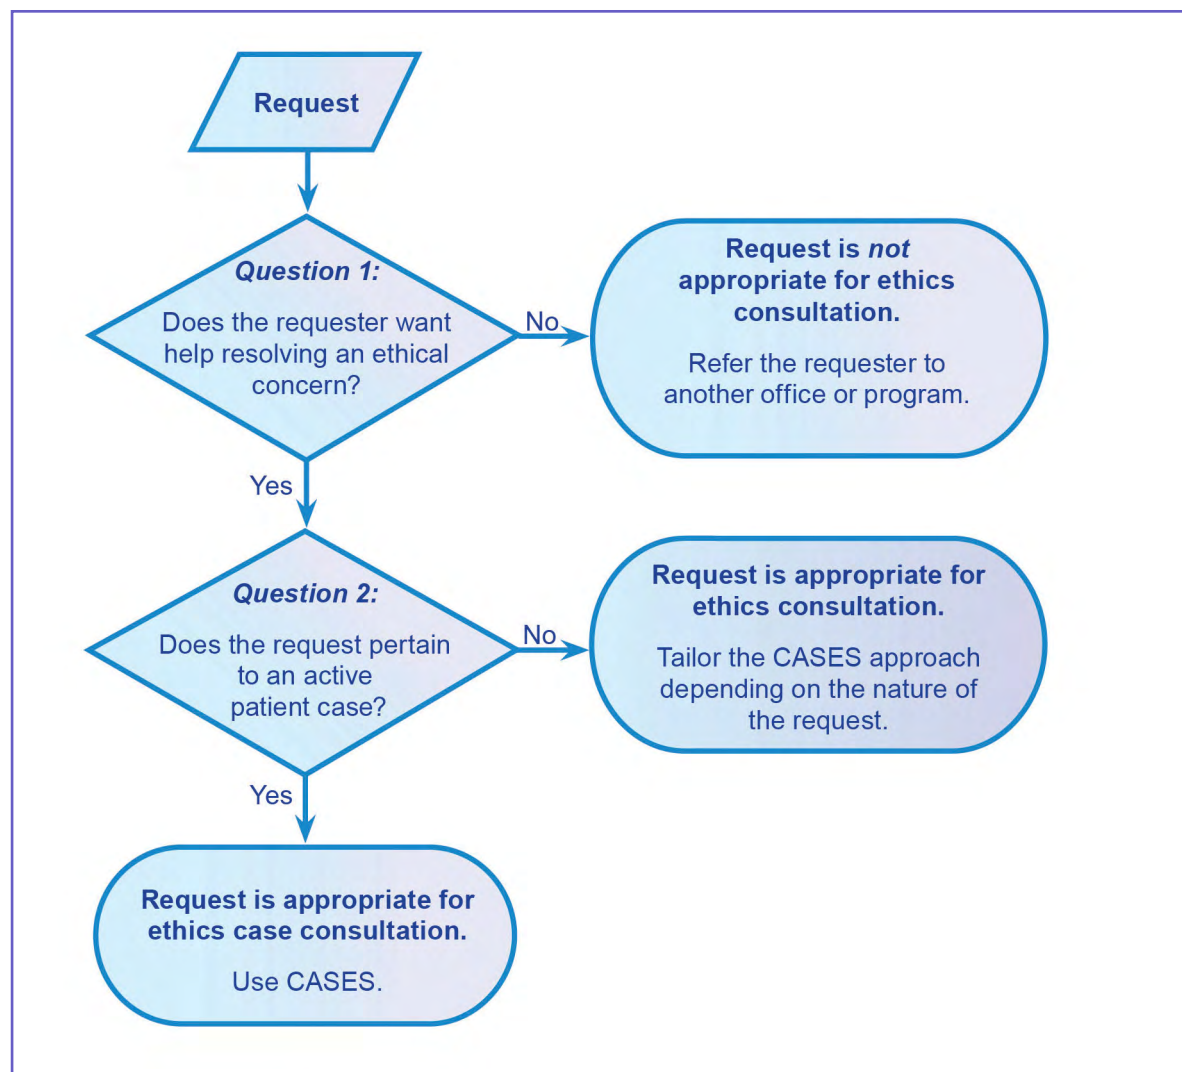 Request
Question 1:
Does the requester want
help resolving an ethical
concern?
No
Request is not
appropriate for ethics
consultation.
Refer the requester to
another office or program.
Yes
Question 2:
Does the request pertain
to an active
patient case?
No
Request is appropriate for
ethics consultation.
Tailor the CASES approach
depending on the nature of
the request.
Yes
Request is appropriate for
ethics case consultation.
Use CASES.